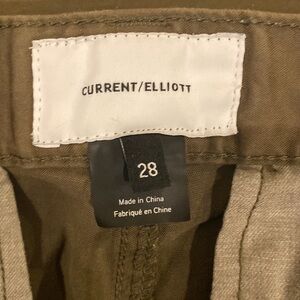 CURRENT/ELLIOTT
28
Made in China
Fabriqué en Chine